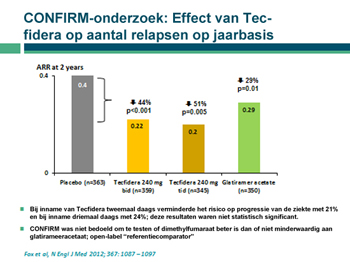 CONFIRM-onderzoek: Effect van Tec-
fidera op aantal relapsen op jaarbasis
ARR at 2 years
0.4
0.4
44%
p<0.001
51%
p=0.005
29%
p=0.01
0.22
0.2
0.29
0
Placebo (n=363)
Tecfidera 240 mg
bid (n=359)
Tecfidera 240 mg
tid (n=345)
Glatiramer acetate
(n=350)
Bij inname van Tecfidera tweemaal daags verminderde het risico op progressie van de ziekte met 21%
en bij inname driemaal daags met 24%; deze resultaten waren niet statistisch significant.
CONFIRM was niet bedoeld om te testen of dimethylfumaraat beter is dan of niet minderwaardig aan
glatirameeracetaat; open-label “referentiecomparator”
Fox et al, N Engl J Med 2012; 367: 1087 – 1097